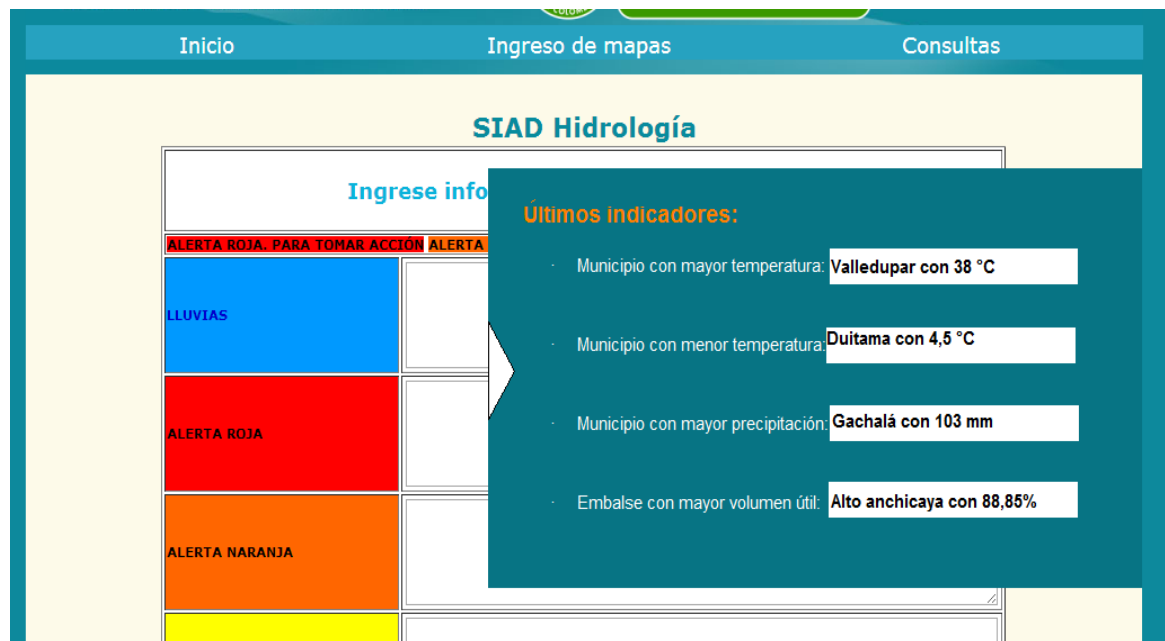 Inicio Ingreso de mapas Consultas
SIAD Hidrología
Ingrese info
ALERTA ROJA. PARA TOMAR ACCIÓN ALERTA
LLUVIAS
ALERTA ROJA
ALERTA NARANJA
Últimos indicadores:
· Municipio con mayor temperatura: Valledupar con 38 °C
· Municipio con menor temperatura: Duitama con 4,5 °C
· Municipio con mayor precipitación: Gachalá con 103 mm
· Embalse con mayor volumen útil: Alto anchicaya con 88,85%